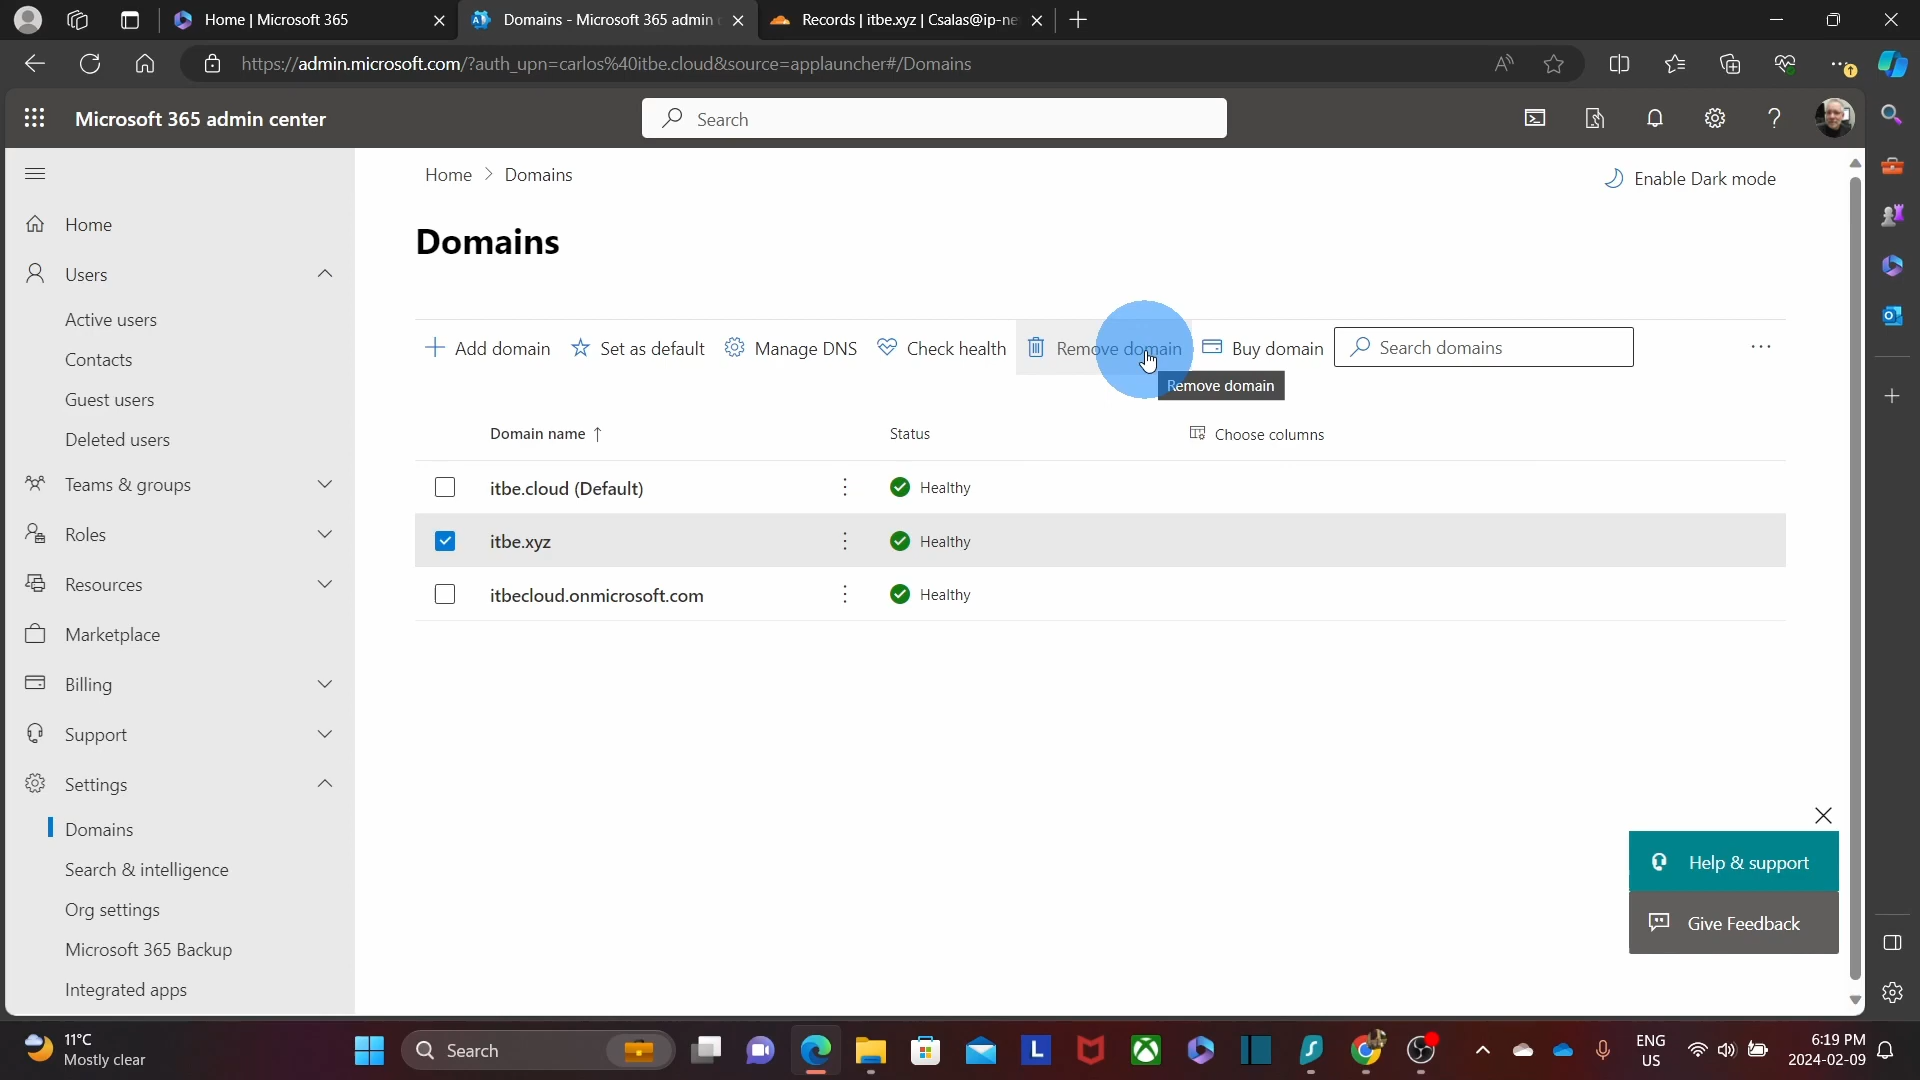 Home | Microsoft 365
Domains - Microsoft 365 admin c
Records | itbe.xyz | Csalas@ip-ne
https://admin.microsoft.com/?auth_upn=carlos%40itbe.cloud&source=applauncher#/Domains
Microsoft 365 admin center
Search
Home > Domains
Enable Dark mode
Domains
Add domain
Set as default
Manage DNS
Check health
Remove domain
Buy domain
Search domains
Remove domain
Domain name ↑
Status
Choose columns
itbe.cloud (Default)
Healthy
itbe.xyz
Healthy
itbecloud.onmicrosoft.com
Healthy
Home
Users
Active users
Contacts
Guest users
Deleted users
Teams & groups
Roles
Resources
Marketplace
Billing
Support
Settings
Domains
Search & intelligence
Org settings
Microsoft 365 Backup
Integrated apps
Help & support
Give Feedback
11°C
Mostly clear
Search
L
ENG
US
6:19 PM
2024-02-09